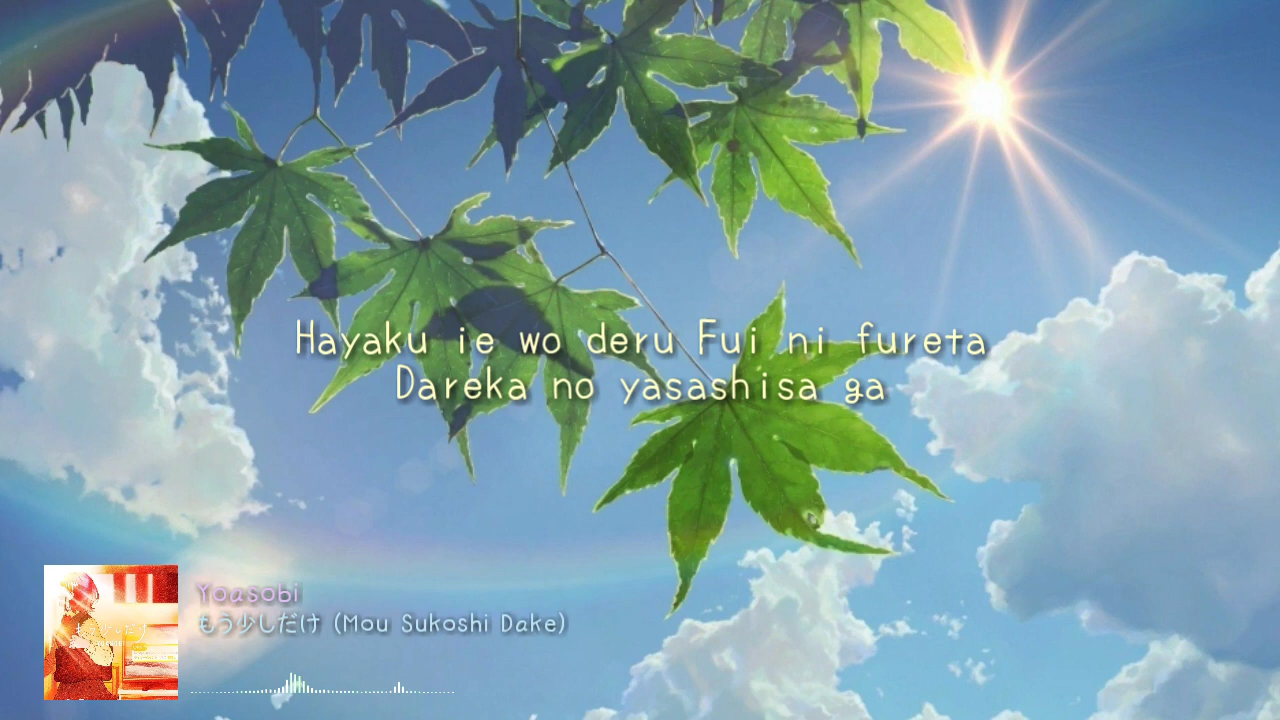 Hayaku ie wo deru Fui ni fureta
Dareka no yasashisa ga
Yoasobi
もう少しだけ (Mou Sukoshi Dake)